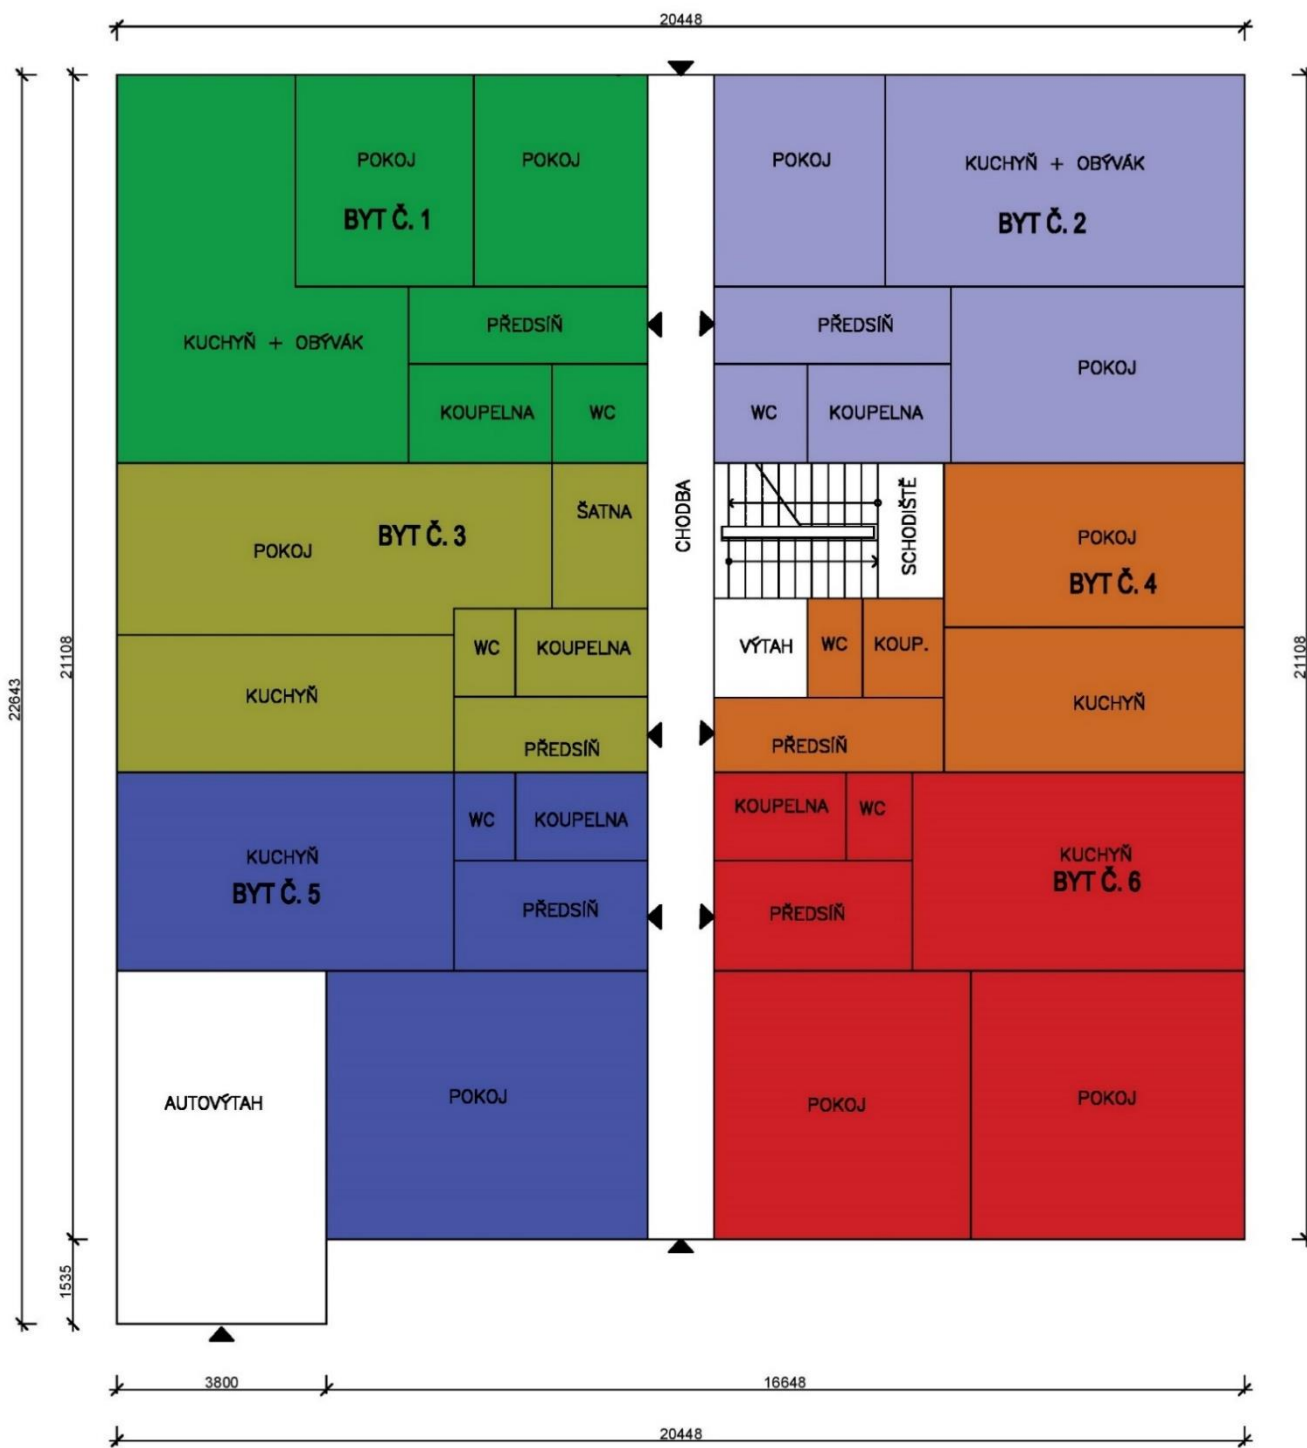 20448
POKOJ
POKOJ
BYT Č. 1
KUCHYŇ + OBÝVÁK
PŘEDSÍŇ
KOUPELNA
WC
POKOJ
KUCHYŇ + OBÝVÁK
BYT Č. 2
PŘEDSÍŇ
POKOJ
WC
KOUPELNA
CHODBA
ŠATNA
BYT Č. 3
POKOJ
WC
KOUPELNA
KUCHYŇ
PŘEDSÍŇ
SCHODIŠTĚ
POKOJ
BYT Č. 4
VÝTAH
WC
KOUP.
KUCHYŇ
PŘEDSÍŇ
WC
KOUPELNA
KUCHYŇ
BYT Č. 5
PŘEDSÍŇ
POKOJ
AUTOVÝTAH
KOUPELNA
WC
KUCHYŇ
BYT Č. 6
PŘEDSÍŇ
POKOJ
POKOJ
22643
21108
1535
21108
3800
16648
20448